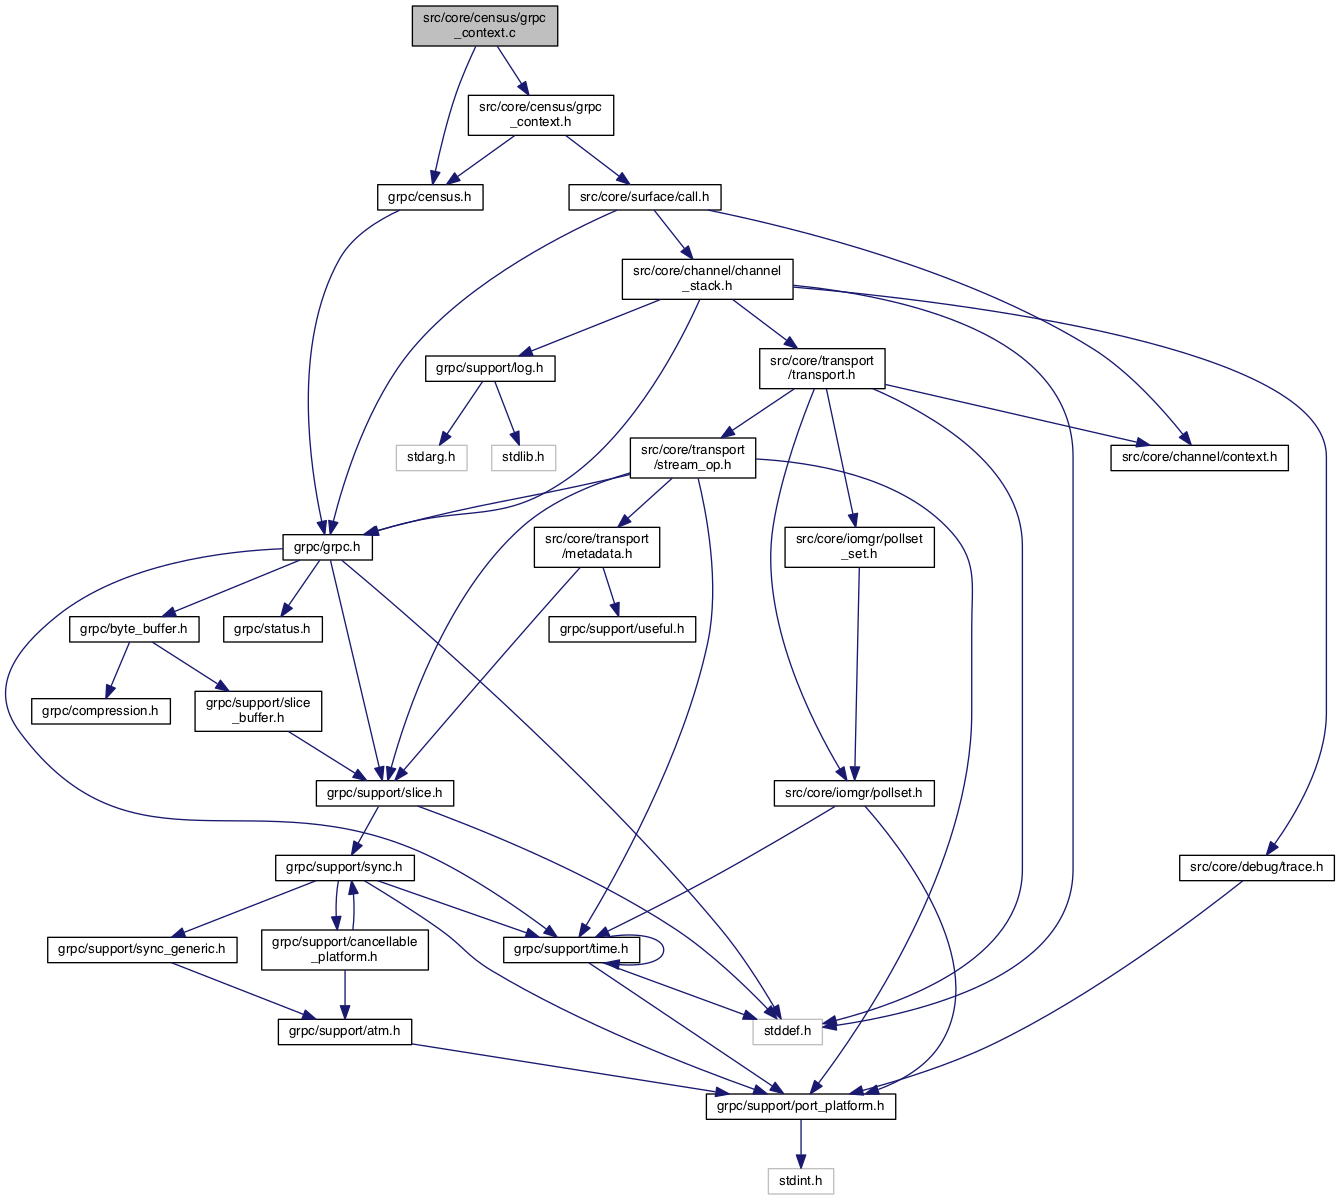 src/core/census/grpc
_context.c
src/core/census/grpc
_context.h
grpc/census.h
src/core/surface/call.h
src/core/channel/channel
_stack.h
grpc/support/log.h
src/core/transport
/transport.h
stdarg.h
stdlib.h
src/core/transport
/stream_op.h
src/core/channel/context.h
grpc/grpc.h
src/core/transport
/metadata.h
src/core/iomgr/pollset
_set.h
grpc/byte_buffer.h
grpc/status.h
grpc/support/useful.h
grpc/compression.h
grpc/support/slice
_buffer.h
grpc/support/slice.h
src/core/iomgr/pollset.h
grpc/support/sync.h
src/core/debug/trace.h
grpc/support/sync_generic.h
grpc/support/cancellable
_platform.h
grpc/support/time.h
grpc/support/atm.h
stddef.h
grpc/support/port_platform.h
stdint.h